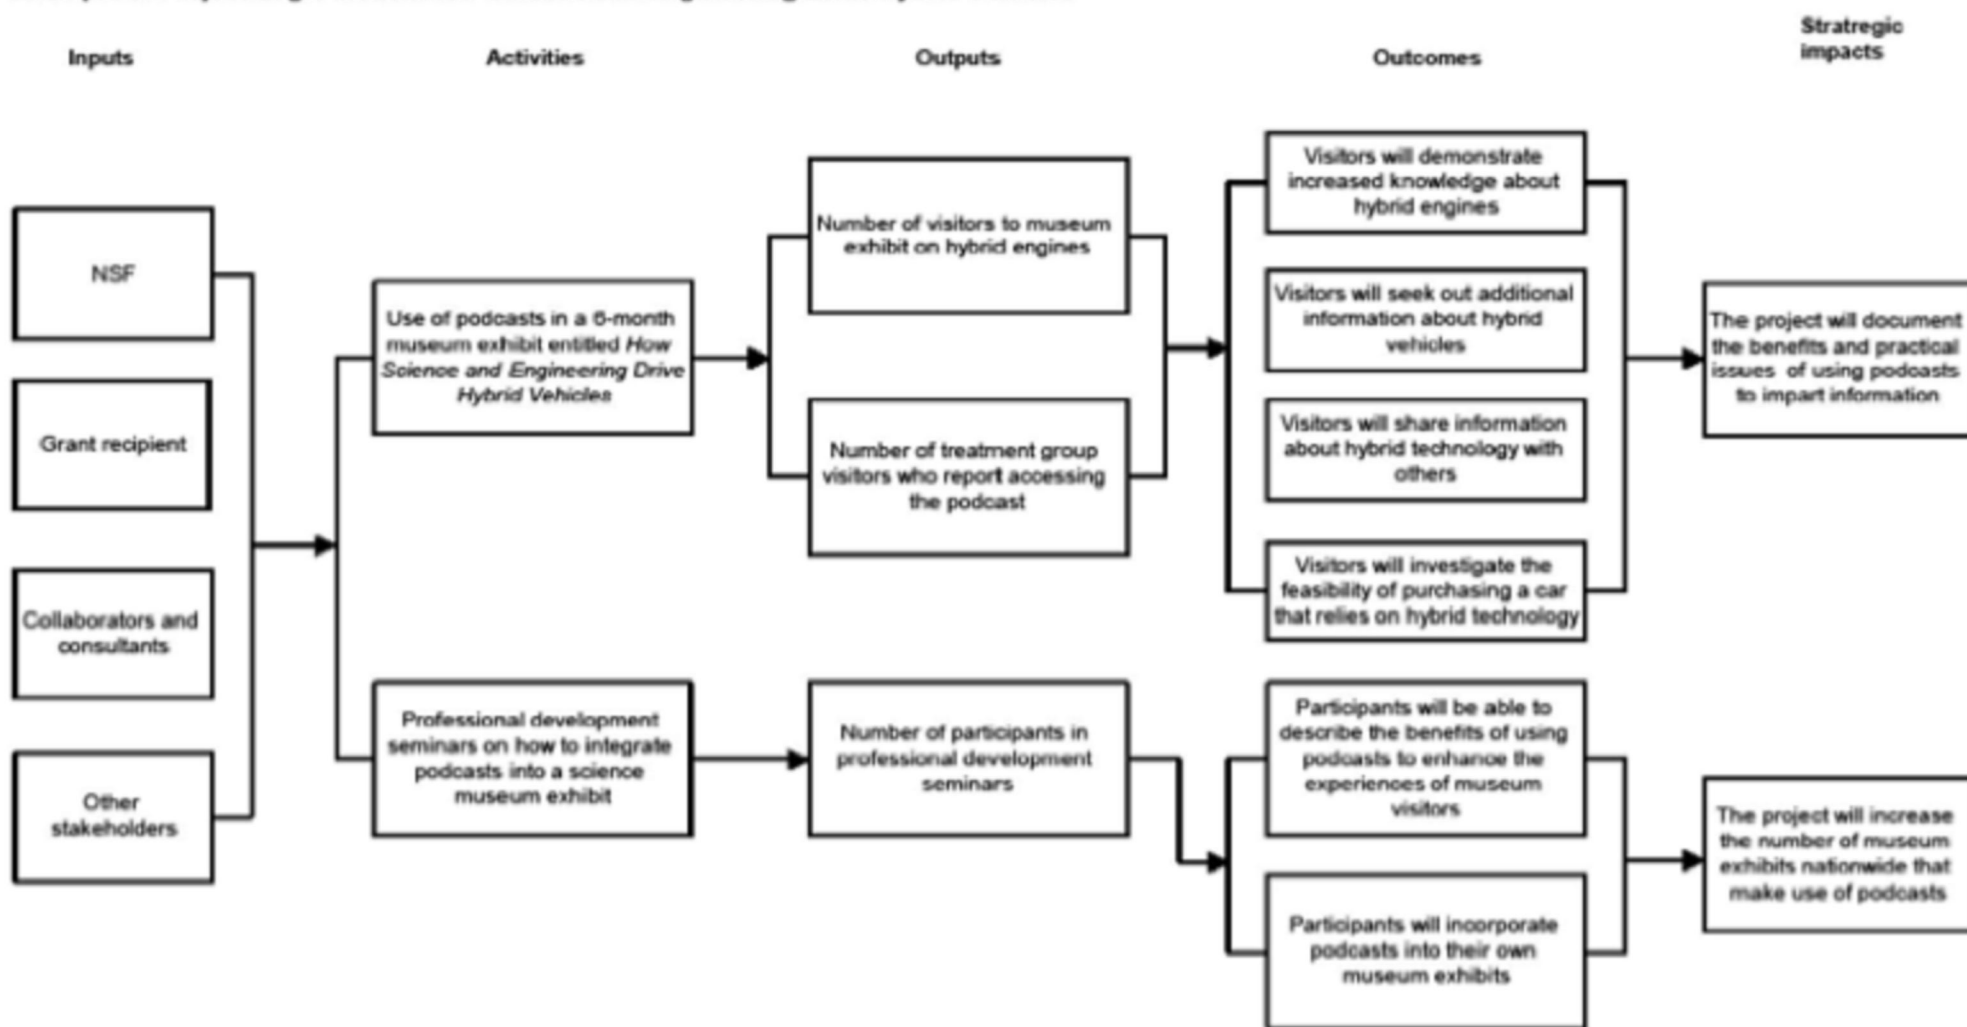 Inputs
Activities
Outputs
Outcomes
Stratregic
impacts
NSF
Grant recipient
Collaborators and
consultants
Other
stakeholders
Use of podcasts in a 6-month
museum exhibit entitled How
Science and Engineering Drive
Hybrid Vehicles
Professional development
seminars on how to integrate
podcasts into a science
museum exhibit
Number of visitors to museum
exhibit on hybrid engines
Number of treatment group
visitors who report accessing
the podcast
Number of participants in
professional development
seminars
Visitors will demonstrate
increased knowledge about
hybrid engines
Visitors will seek out additional
information about hybrid
vehicles
Visitors will share information
about hybrid technology with
others
Visitors will investigate the
feasibility of purchasing a car
that relies on hybrid technology
Participants will be able to
describe the benefits of using
podcasts to enhance the
experiences of museum
visitors
Participants will incorporate
podcasts into their own
museum exhibits
The project will document
the benefits and practical
issues of using podcasts
to impart information
The project will increase
the number of museum
exhibits nationwide that
make use of podcasts